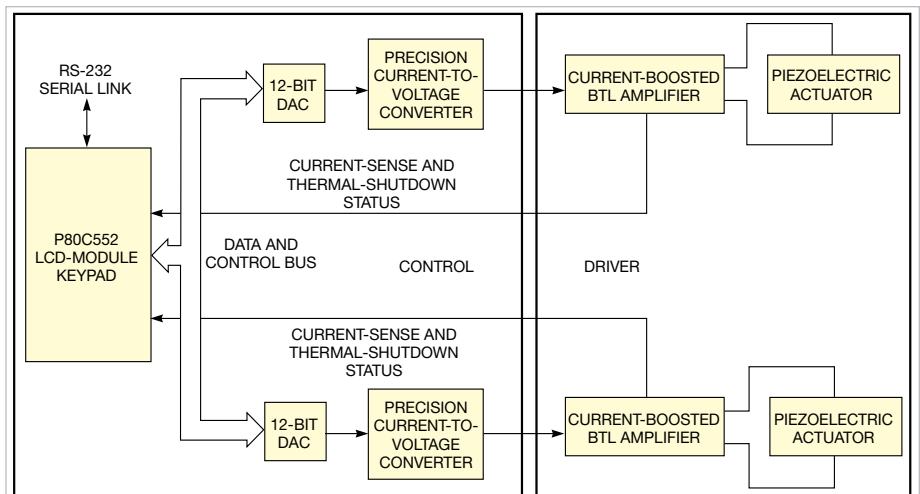 RS-232
SERIAL LINK
12-BIT
DAC
PRECISION
CURRENT-TO-
VOLTAGE
CONVERTER
CURRENT-BOOSTED
BTL AMPLIFIER
PIEZOELECTRIC
ACTUATOR
CURRENT-SENSE AND
THERMAL-SHUTDOWN
STATUS
P80C552
LCD-MODULE
KEYPAD
DATA AND
CONTROL BUS
CONTROL
DRIVER
CURRENT-SENSE AND
THERMAL-SHUTDOWN
STATUS
12-BIT
DAC
PRECISION
CURRENT-TO-
VOLTAGE
CONVERTER
CURRENT-BOOSTED
BTL AMPLIFIER
PIEZOELECTRIC
ACTUATOR